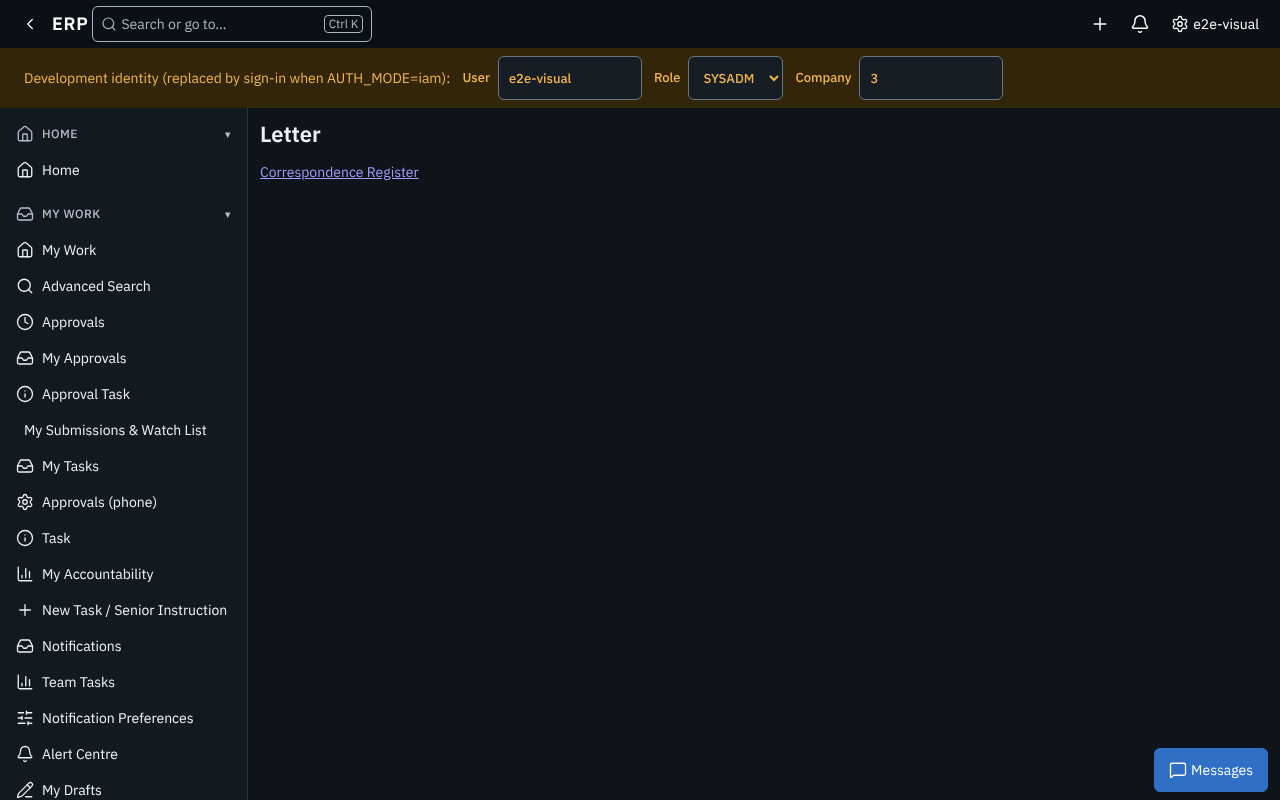 ERP
Search or go to...
Ctrl K
e2e-visual
Development identity (replaced by sign-in when AUTH_MODE=iam):
User
e2e-visual
Role
SYSADM
Company
3
HOME
Home
MY WORK
My Work
Advanced Search
Approvals
My Approvals
Approval Task
My Submissions & Watch List
My Tasks
Approvals (phone)
Task
My Accountability
New Task / Senior Instruction
Notifications
Team Tasks
Notification Preferences
Alert Centre
My Drafts
Letter
Correspondence Register
Messages